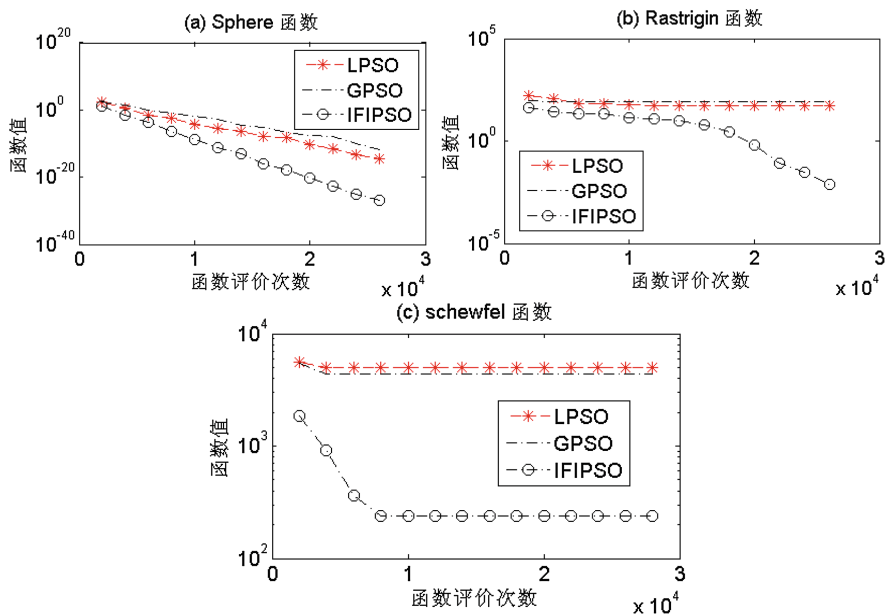 (a) Sphere 函数
10^20
10^0
10^-20
10^-40
函数值
LPSO
GPSO
IFIPSO
0
1
2
3
函数评价次数
x 10^4
(b) Rastrigin 函数
10^5
10^0
10^-5
函数值
LPSO
GPSO
IFIPSO
0
1
2
3
函数评价次数
x 10^4
(c) schewfel 函数
10^4
10^3
10^2
函数值
LPSO
GPSO
IFIPSO
0
1
2
3
函数评价次数
x 10^4